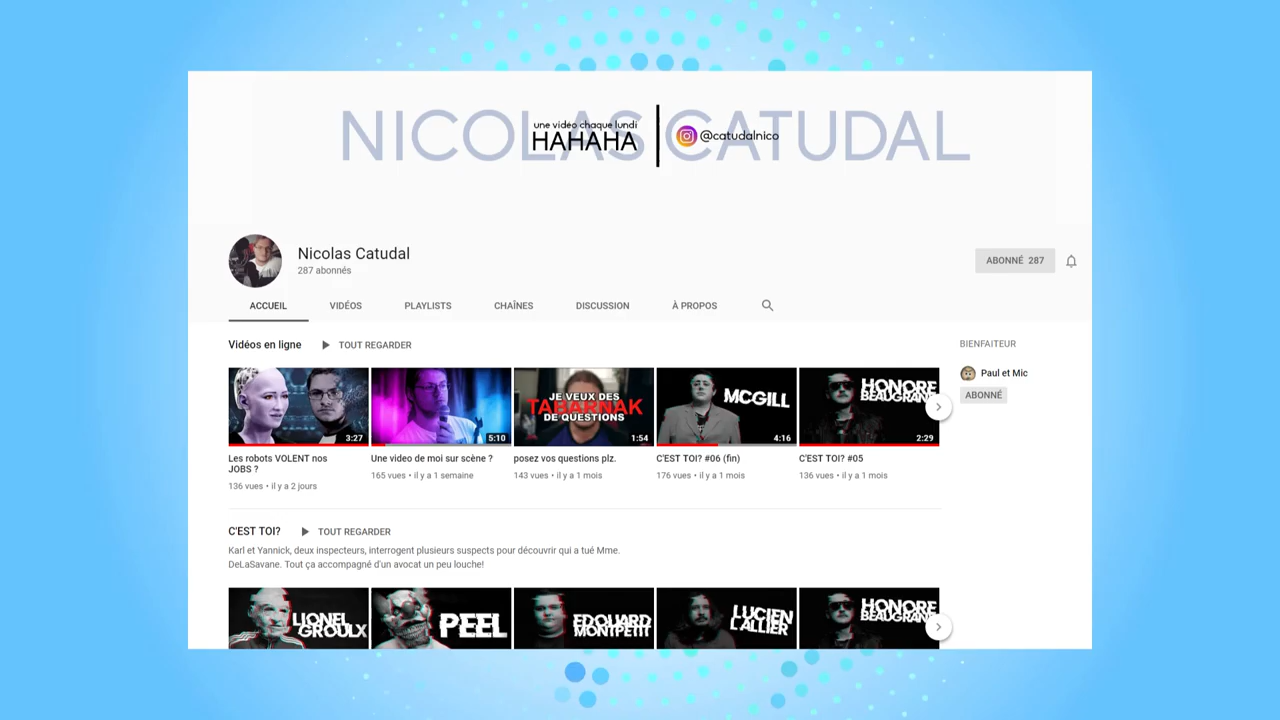 NICOLAS CATUDAL
une video chaque lundi
HAHAHA
@catudalnico
Nicolas Catudal
287 abonnés
ABONNÉ 287
ACCUEIL VIDÉOS PLAYLISTS CHAÎNES DISCUSSION À PROPOS
Vidéos en ligne TOUT REGARDER
BIENFAITEUR
Paul et Mic
ABONNÉ
3:27
5:10
JE VEUX DES
TABARNAK
DE QUESTIONS
1:54
MCGILL
4:16
HONORE
BEAUGRAND
2:29
Les robots VOLENT nos
JOBS ?
136 vues • il y a 2 jours
Une video de moi sur scène ?
165 vues • il y a 1 semaine
posez vos questions plz.
143 vues • il y a 1 mois
C'EST TOI? #06 (fin)
176 vues • il y a 1 mois
C'EST TOI? #05
136 vues • il y a 1 mois
C'EST TOI? TOUT REGARDER
Karl et Yannick, deux inspecteurs, interrogent plusieurs suspects pour découvrir qui a tué Mme.
DeLaSavane. Tout ça accompagné d'un avocat un peu louche!
LIONEL
GROULX
PEEL
EDOUARD
MONTPETIT
LUCIEN
L'ALLIER
HONORE
BEAUGRAND